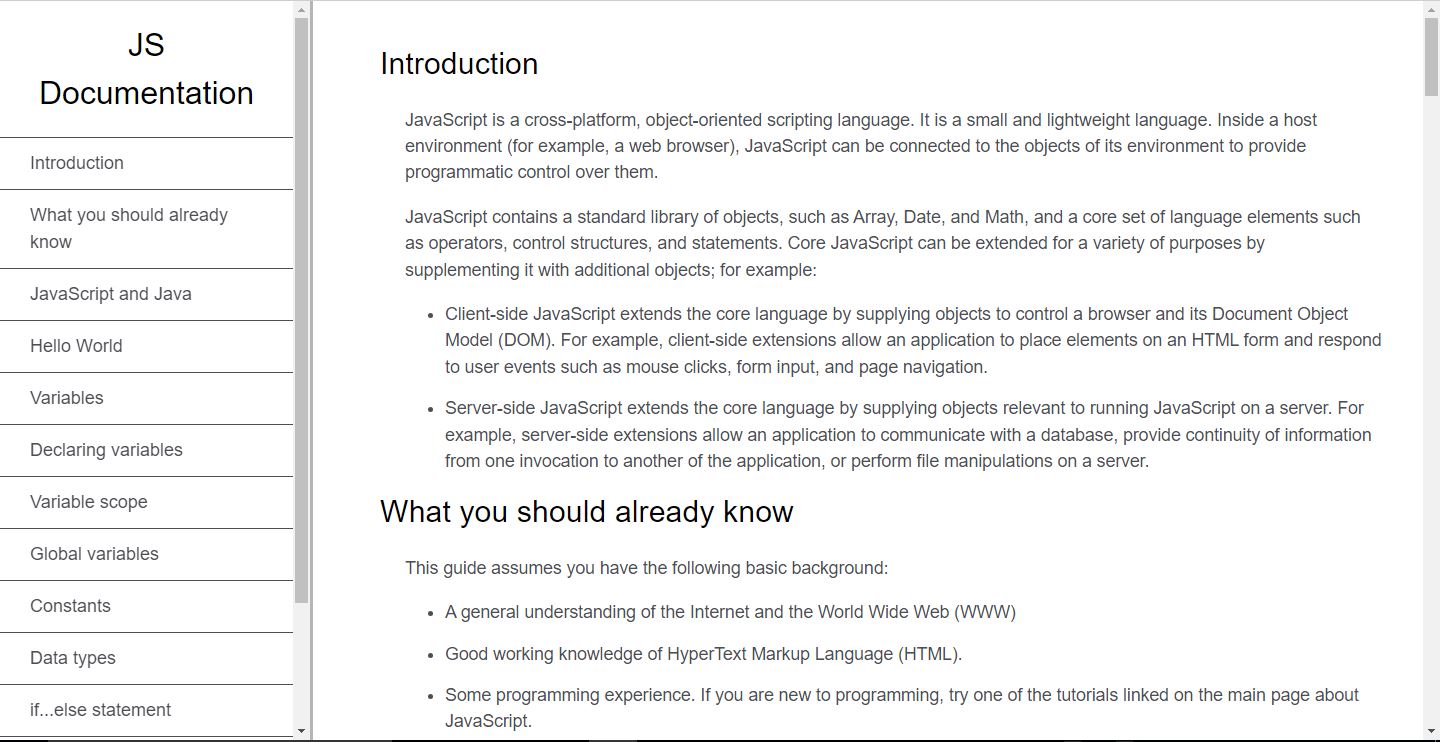 JS
Documentation
Introduction
What you should already
know
JavaScript and Java
Hello World
Variables
Declaring variables
Variable scope
Global variables
Constants
Data types
if...else statement
Introduction
JavaScript is a cross-platform, object-oriented scripting language. It is a small and lightweight language. Inside a host
environment (for example, a web browser), JavaScript can be connected to the objects of its environment to provide
programmatic control over them.
JavaScript contains a standard library of objects, such as Array, Date, and Math, and a core set of language elements such
as operators, control structures, and statements. Core JavaScript can be extended for a variety of purposes by
supplementing it with additional objects; for example:
• Client-side JavaScript extends the core language by supplying objects to control a browser and its Document Object
Model (DOM). For example, client-side extensions allow an application to place elements on an HTML form and respond
to user events such as mouse clicks, form input, and page navigation.
• Server-side JavaScript extends the core language by supplying objects relevant to running JavaScript on a server. For
example, server-side extensions allow an application to communicate with a database, provide continuity of information
from one invocation to another of the application, or perform file manipulations on a server.
What you should already know
This guide assumes you have the following basic background:
• A general understanding of the Internet and the World Wide Web (WWW)
• Good working knowledge of HyperText Markup Language (HTML).
• Some programming experience. If you are new to programming, try one of the tutorials linked on the main page about
JavaScript.